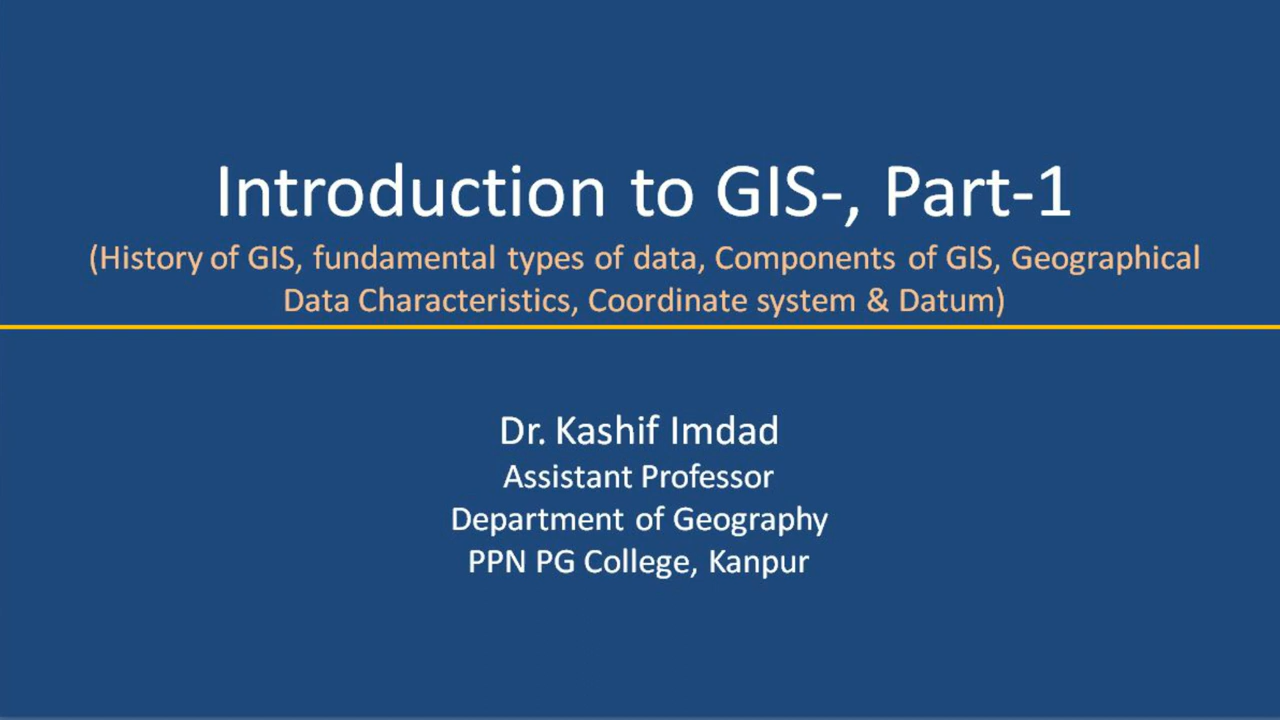 Introduction to GIS-, Part-1
(History of GIS, fundamental types of data, Components of GIS, Geographical
Data Characteristics, Coordinate system & Datum)
Dr. Kashif Imdad
Assistant Professor
Department of Geography
PPN PG College, Kanpur